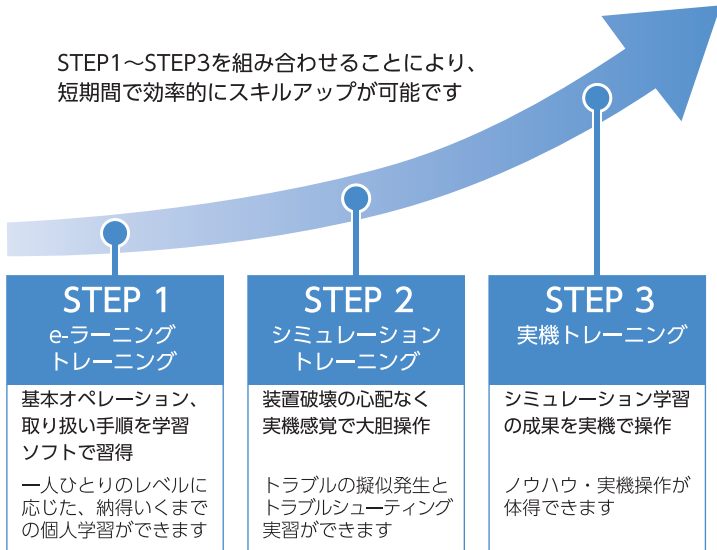 STEP1～STEP3を組み合わせることにより、
短期間で効率的にスキルアップが可能です
STEP 1
e-ラーニング
トレーニング
基本オペレーション、
取り扱い手順を学習
ソフトで習得
一人ひとりのレベルに
応じた、納得いくまで
の個人学習ができます
STEP 2
シミュレーション
トレーニング
装置破壊の心配なく
実機感覚で大胆操作
トラブルの擬似発生と
トラブルシューティング
実習ができます
STEP 3
実機トレーニング
シミュレーション学習
の成果を実機で操作
ノウハウ・実機操作が
体得できます